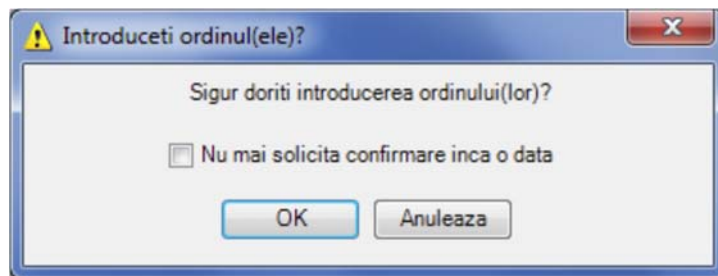 Introduceti ordinul(ele)?
Sigur doriti introducerea ordinului(lor)?
Nu mai solicita confirmare inca o data
OK Anuleaza